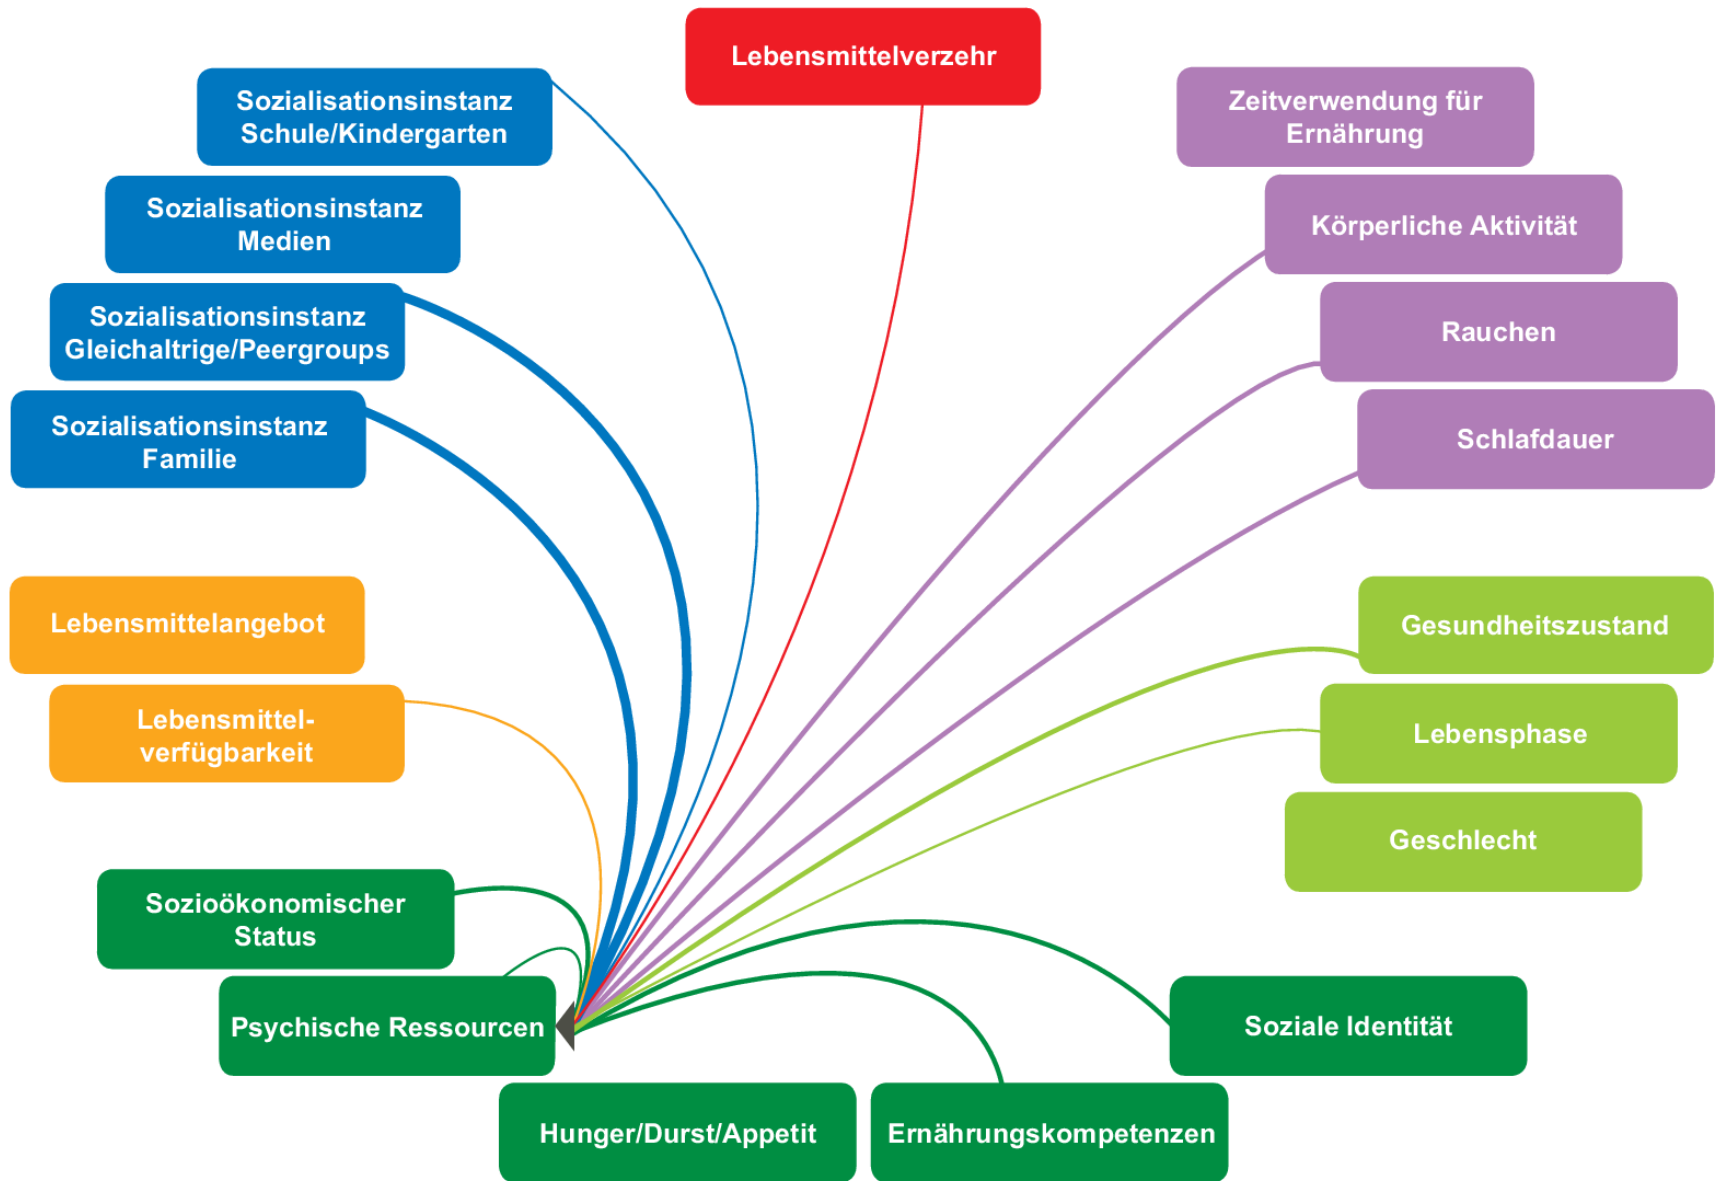 Lebensmittelverzehr
Sozialisationsinstanz
Schule/Kindergarten
Sozialisationsinstanz
Medien
Sozialisationsinstanz
Gleichaltrige/Peergroups
Sozialisationsinstanz
Familie
Lebensmittelangebot
Lebensmittel-
verfügbarkeit
Sozioökonomischer
Status
Psychische Ressourcen
Hunger/Durst/Appetit
Ernährungskompetenzen
Soziale Identität
Zeitverwendung für
Ernährung
Körperliche Aktivität
Rauchen
Schlafdauer
Gesundheitszustand
Lebensphase
Geschlecht